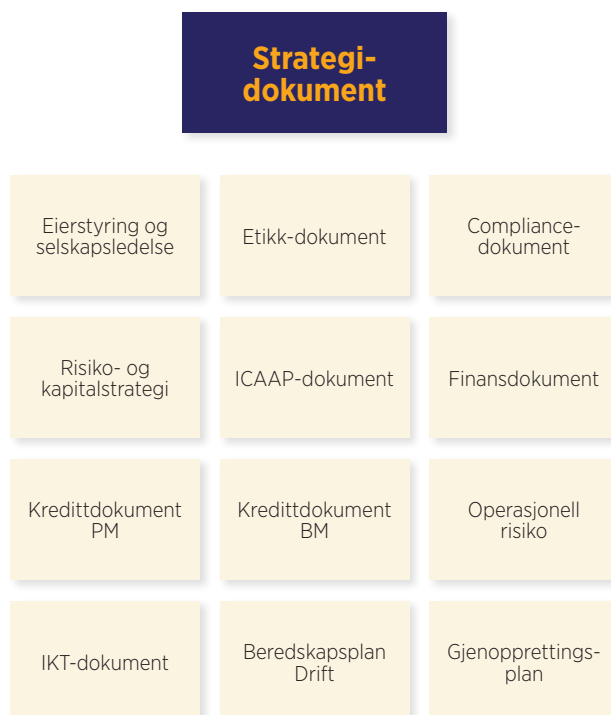 Strategi-
dokument
Eierstyring og
selskapsledelse
Etikk-dokument
Compliance-
dokument
Risiko- og
kapitalstrategi
ICAAP-dokument
Finansdokument
Kredittdokument
PM
Kredittdokument
BM
Operasjonell
risiko
IKT-dokument
Beredskapsplan
Drift
Gjenopprettings-
plan